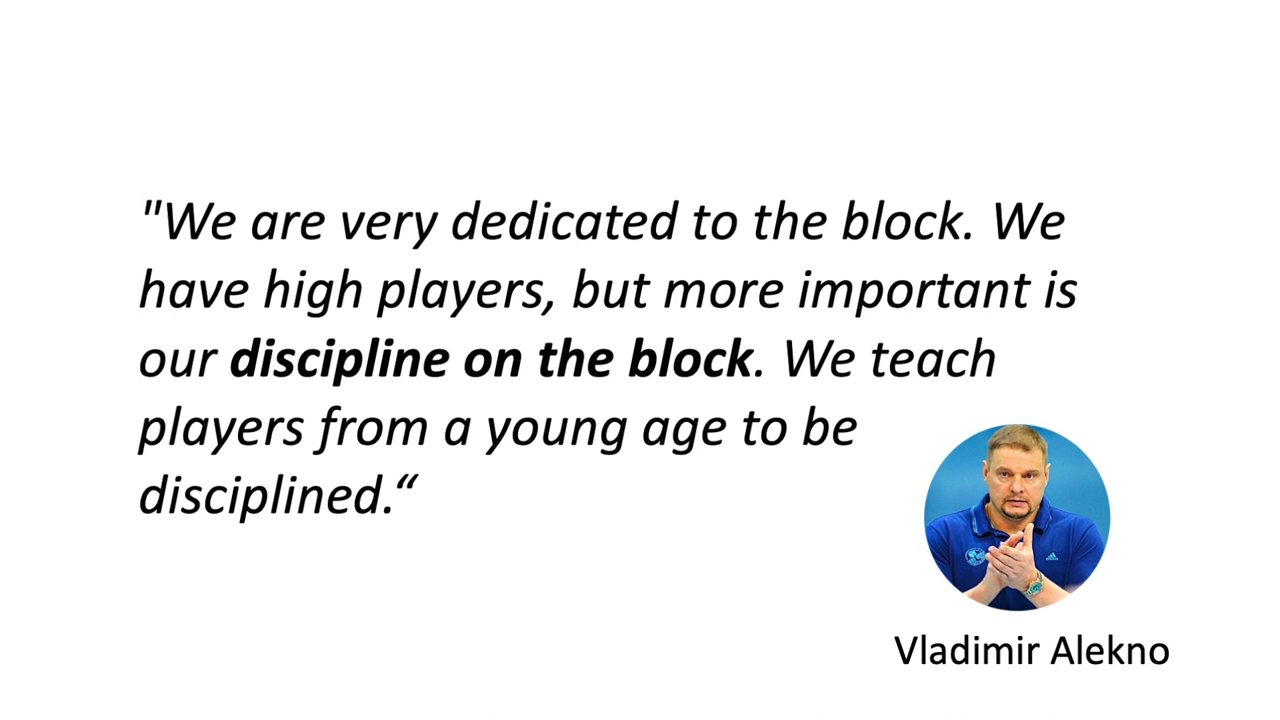 "We are very dedicated to the block. We
have high players, but more important is
our discipline on the block. We teach
players from a young age to be
disciplined.“
Vladimir Alekno